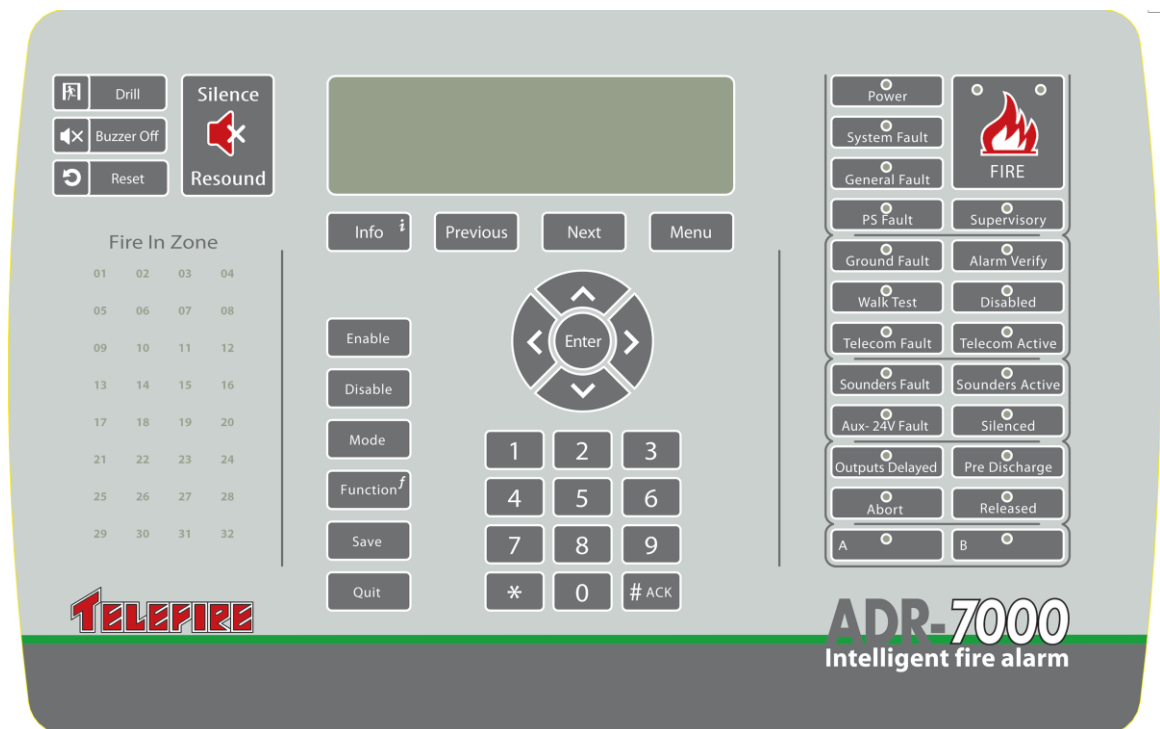 Drill
Buzzer Off
Reset
Silence
Resound
Fire In Zone
01 02 03 04
05 06 07 08
09 10 11 12
13 14 15 16
17 18 19 20
21 22 23 24
25 26 27 28
29 30 31 32
TELEFIRE
Info i
Previous
Next
Menu
Enable
Disable
Mode
Function f
Save
Quit
Enter
1 2 3
4 5 6
7 8 9
* 0 # ACK
Power
System Fault
General Fault
FIRE
PS Fault Supervisory
Ground Fault Alarm Verify
Walk Test Disabled
Telecom Fault Telecom Active
Sounders Fault Sounders Active
Aux- 24V Fault Silenced
Outputs Delayed Pre Discharge
Abort Released
A B
ADR-7000
Intelligent fire alarm